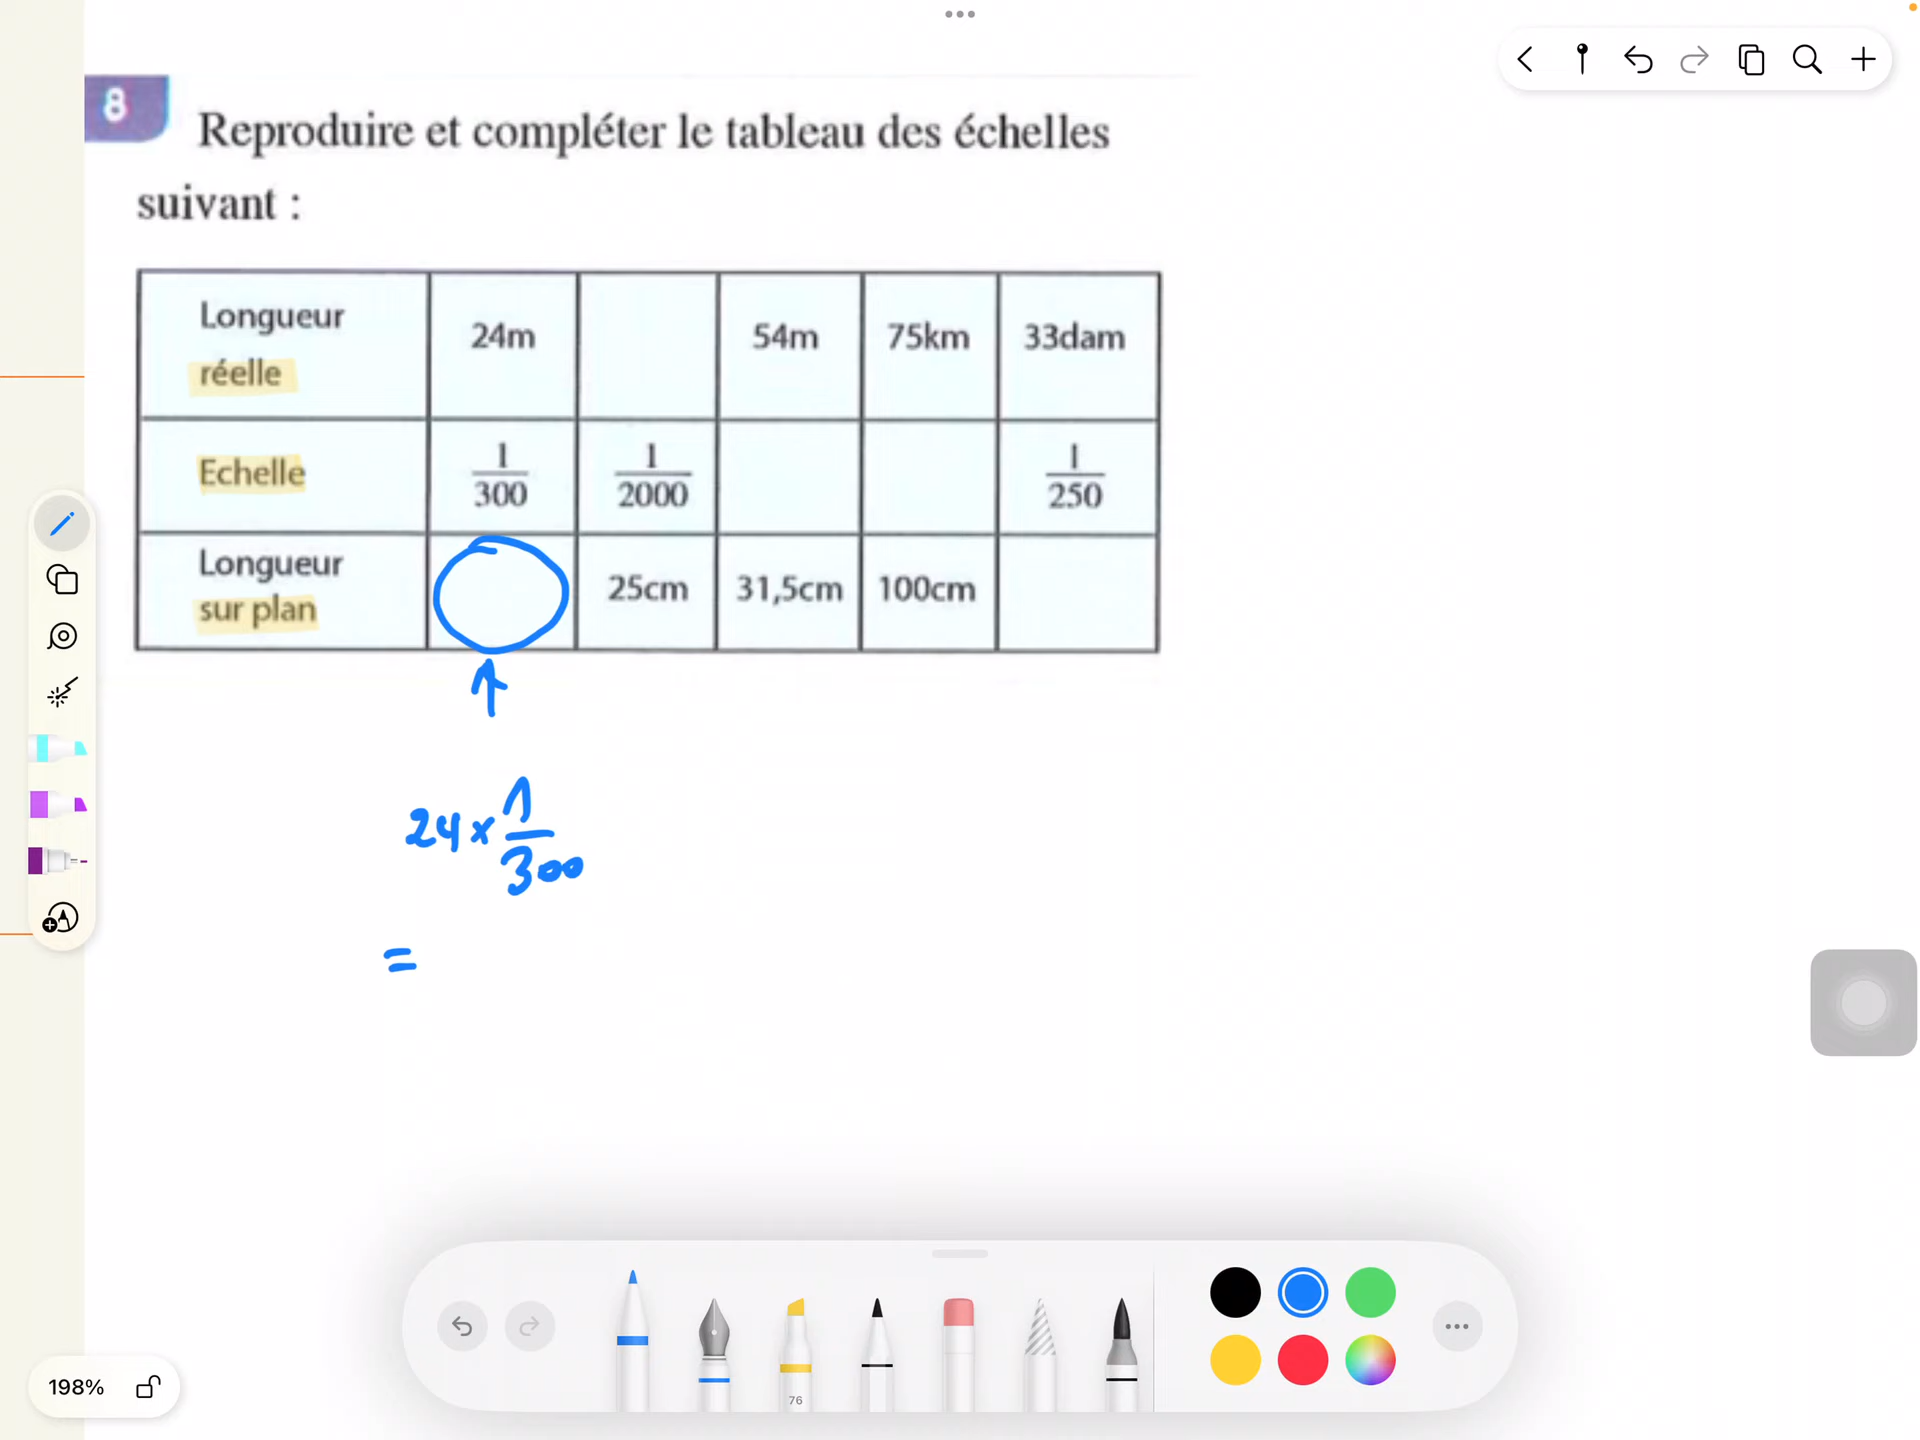 8
Reproduire et compléter le tableau des échelles
suivant :
Longueur réelle 24m 54m 75km 33dam
Echelle 1/300 1/2000 1/250
Longueur sur plan 25cm 31,5cm 100cm
24 × 1/300
=
76
198%